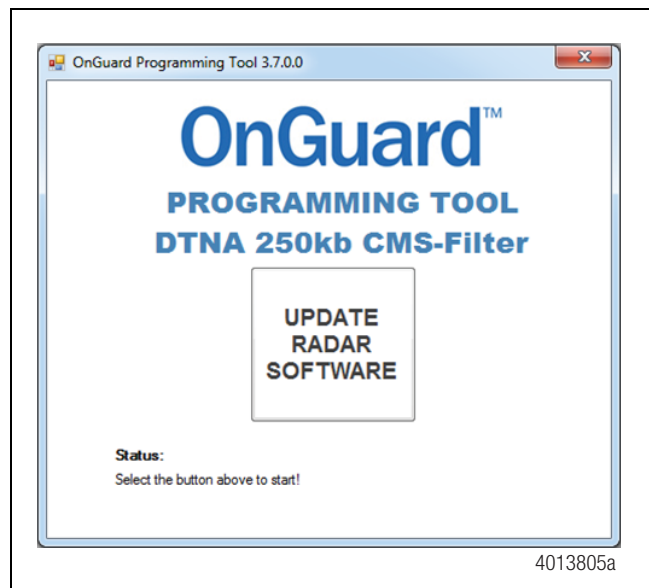 OnGuard Programming Tool 3.7.0.0
OnGuard™
PROGRAMMING TOOL
DTNA 250kb CMS-Filter
UPDATE
RADAR
SOFTWARE
Status:
Select the button above to start!
4013805a